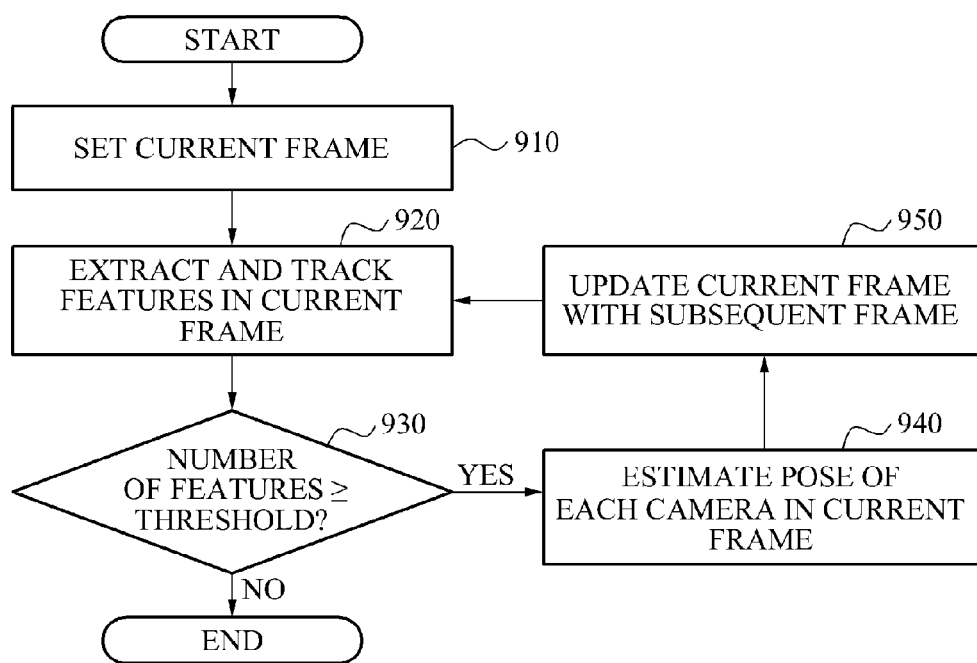 START
SET CURRENT FRAME
910
920
EXTRACT AND TRACK
FEATURES IN CURRENT
FRAME
930
NUMBER
OF FEATURES ≥
THRESHOLD?
YES
NO
END
940
ESTIMATE POSE OF
EACH CAMERA IN CURRENT
FRAME
950
UPDATE CURRENT FRAME
WITH SUBSEQUENT FRAME